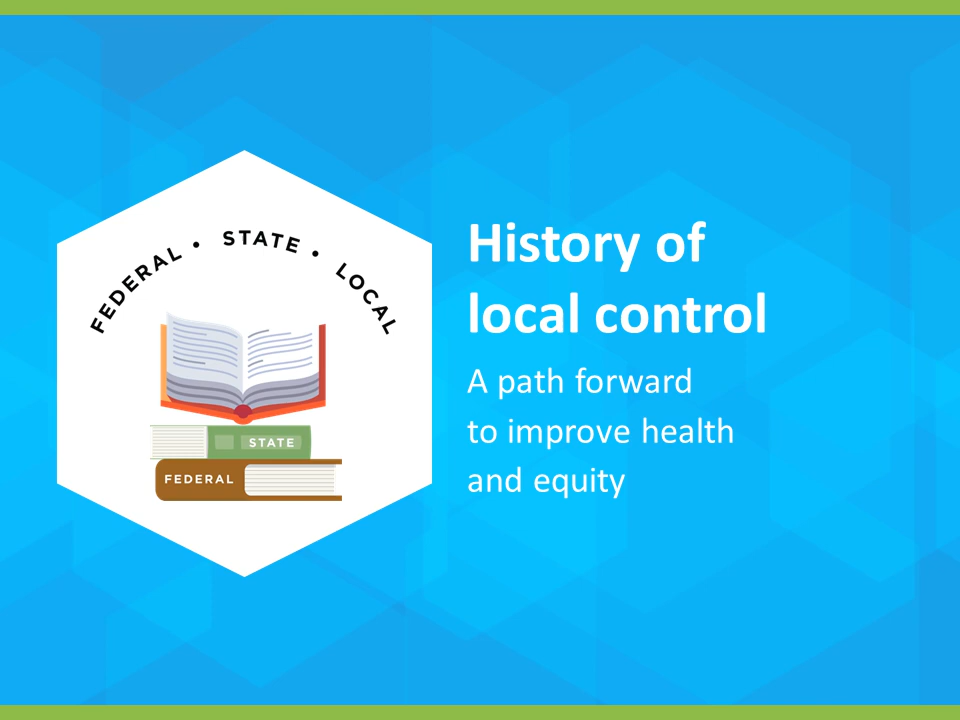 FEDERAL • STATE • LOCAL
STATE
FEDERAL
History of
local control
A path forward
to improve health
and equity